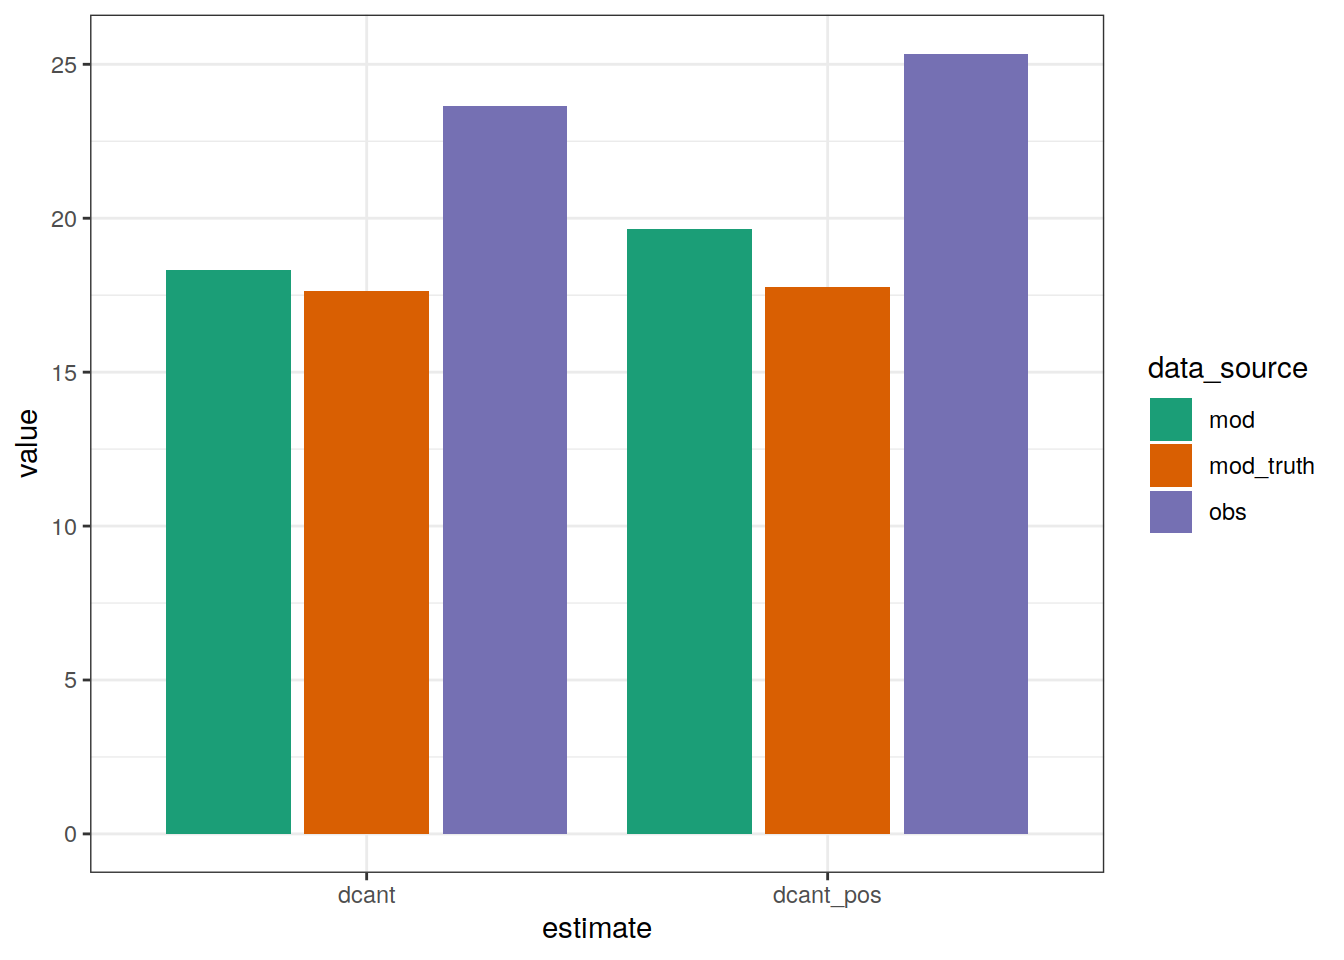 25
20
15
10
5
0
value
dcant
dcant_pos
estimate
data_source
mod
mod_truth
obs